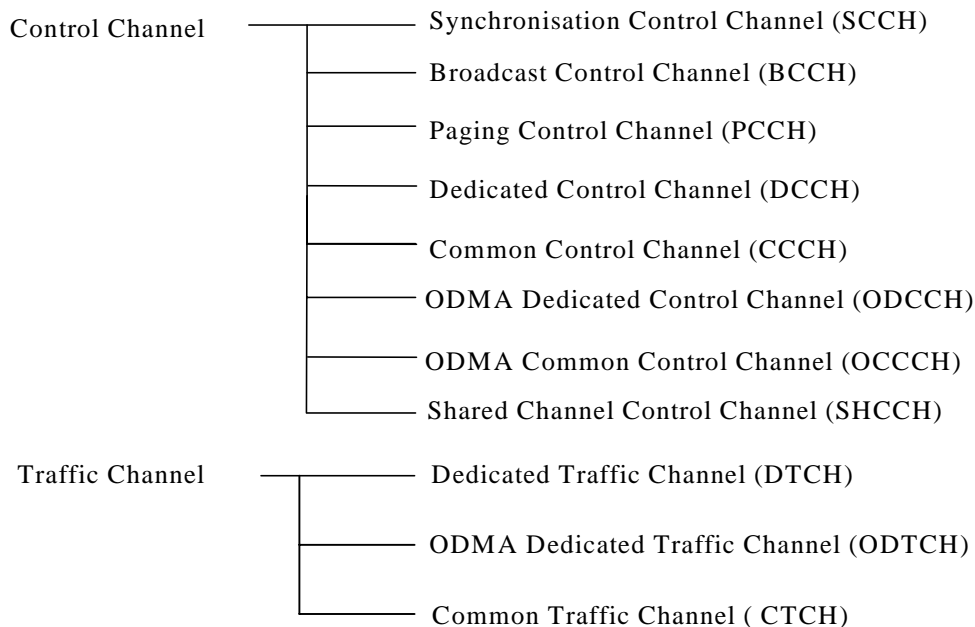 Control Channel
Synchronisation Control Channel (SCCH)
Broadcast Control Channel (BCCH)
Paging Control Channel (PCCH)
Dedicated Control Channel (DCCH)
Common Control Channel (CCCH)
ODMA Dedicated Control Channel (ODCCH)
ODMA Common Control Channel (OCCCH)
Shared Channel Control Channel (SHCCH)
Traffic Channel
Dedicated Traffic Channel (DTCH)
ODMA Dedicated Traffic Channel (ODTCH)
Common Traffic Channel ( CTCH)